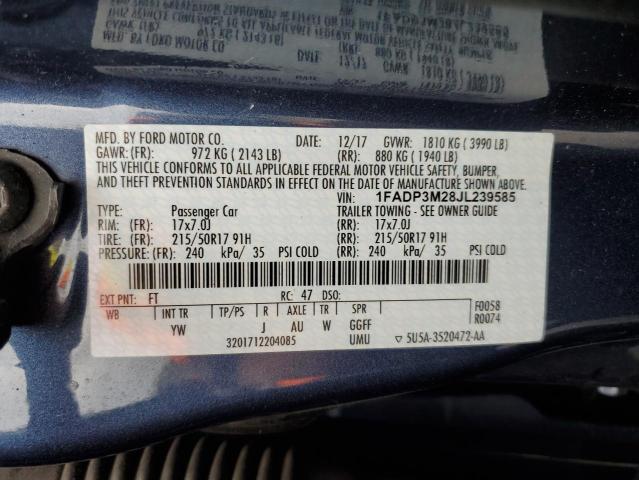 MFD. BY FORD MOTOR CO. DATE: 12/17 GVWR: 1810 KG ( 3990 LB)
GAWR: (FR): 972 KG ( 2143 LB) (RR): 880 KG ( 1940 LB)
THIS VEHICLE CONFORMS TO ALL APPLICABLE FEDERAL MOTOR VEHICLE SAFETY, BUMPER,
AND THEFT PREVENTION STANDARDS IN EFFECT ON THE DATE OF MANUFACTURE SHOWN ABOVE.
VIN: 1FADP3M28JL239585
TYPE: Passenger Car TRAILER TOWING - SEE OWNER GUIDE
RIM: (FR): 17x7.0J (RR): 17x7.0J
TIRE: (FR): 215/50R17 91H (RR): 215/50R17 91H
PRESSURE: (FR): 240 kPa/ 35 PSI COLD (RR): 240 kPa/ 35 PSI COLD
EXT PNT: FT RC: 47 DSO:
WB INT TR TP/PS R AXLE TR SPR F0058
YW J AU W GGFF R0074
3201712204085 UMU ▽ 5U5A-3520472-AA